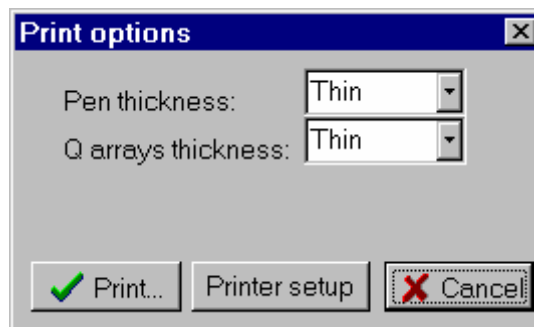 Print options
Pen thickness: Thin
Q arrays thickness: Thin
Print... Printer setup Cancel